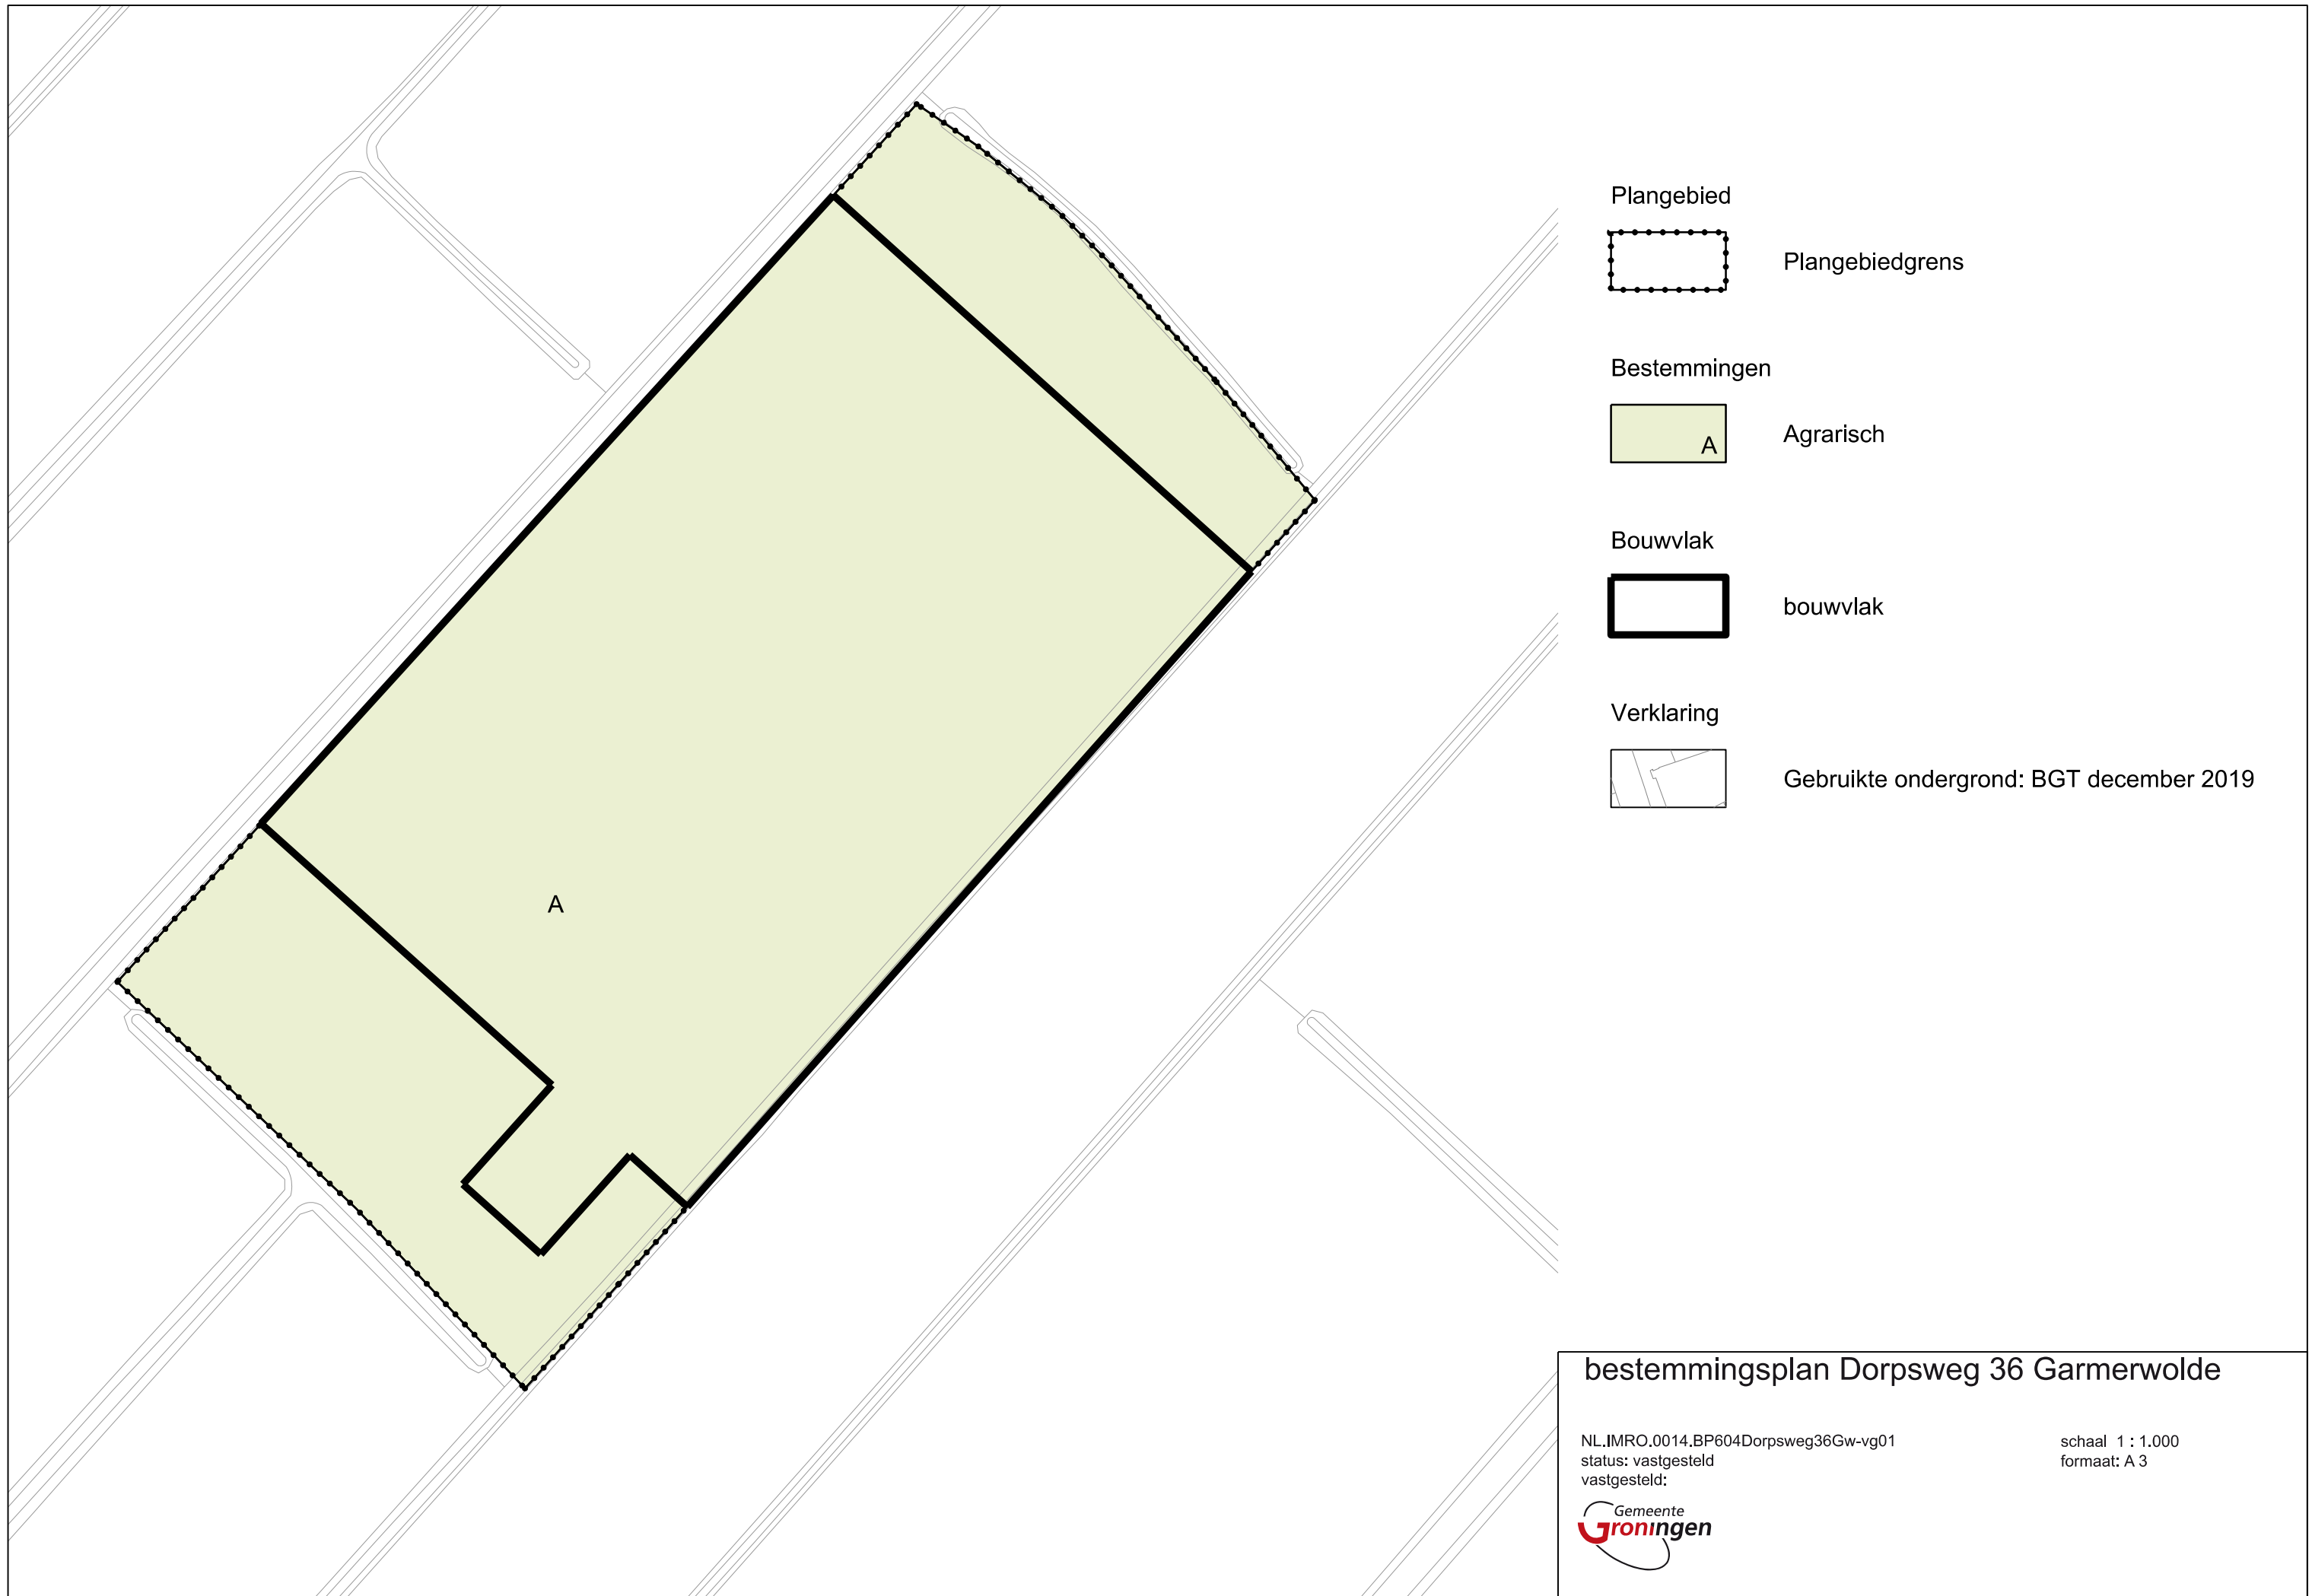 Plangebied
Plangebiedgrens
Bestemmingen
A
Agrarisch
Bouwvlak
bouwvlak
Verklaring
Gebruikte ondergrond: BGT december 2019
A
bestemmingsplan Dorpsweg 36 Garmerwolde
NL.IMRO.0014.BP604Dorpsweg36Gw-vg01
status: vastgesteld
vastgesteld:
schaal 1 : 1.000
formaat: A 3
Gemeente
Groningen